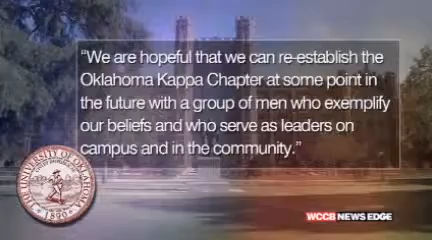 “We are hopeful that we can re-establish the
Oklahoma Kappa Chapter at some point in
the future with a group of men who exemplify
our beliefs and who serve as leaders on
campus and in the community.”
THE UNIVERSITY OF OKLAHOMA
1890
WCCB NEWS EDGE